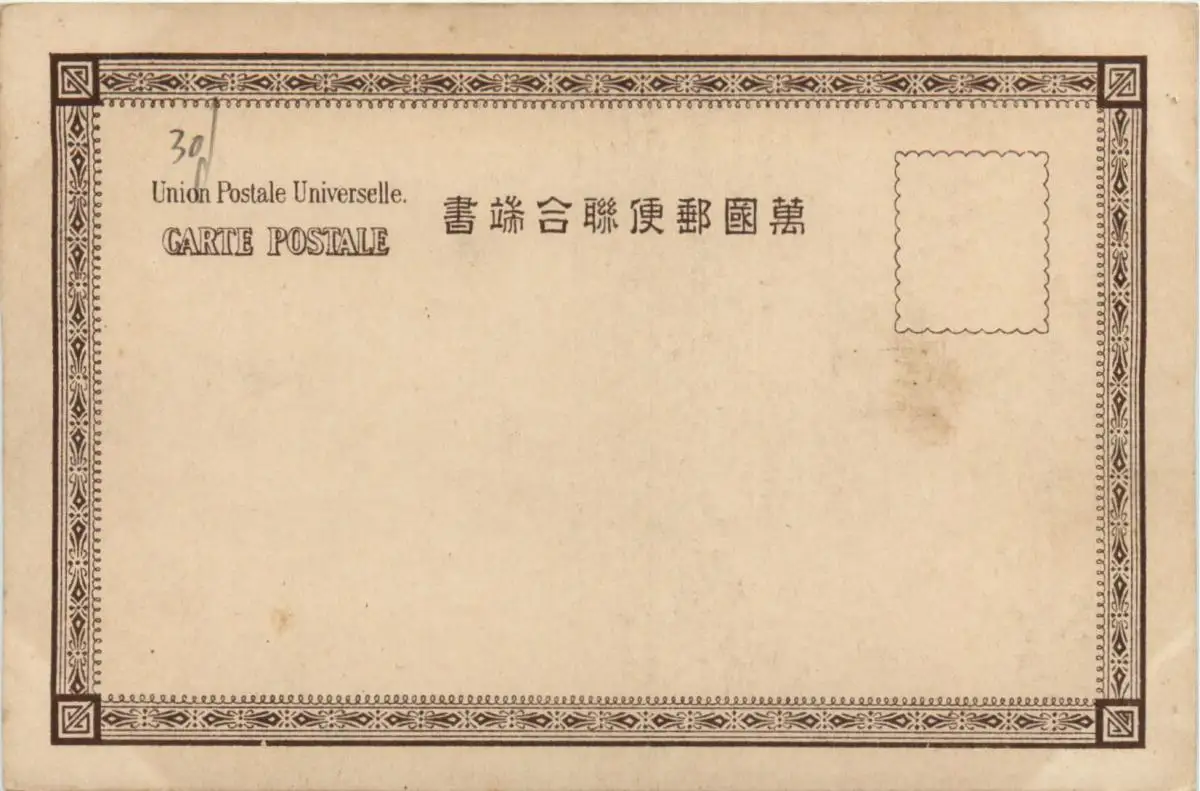 30
Union Postale Universelle.
CARTE POSTALE
萬國郵便聯合端書